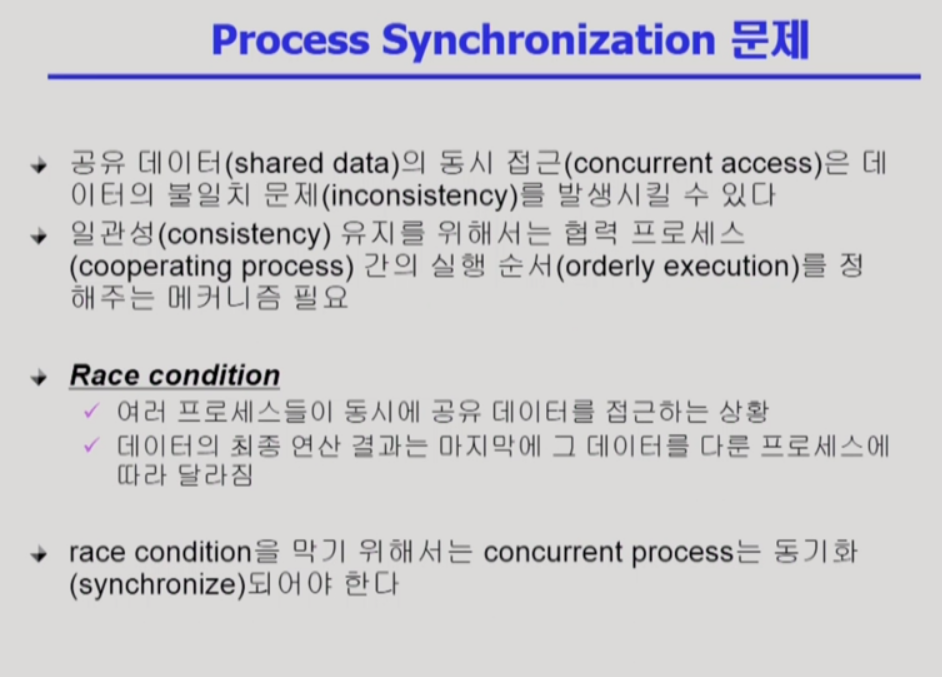 Process Synchronization 문제
공유 데이터(shared data)의 동시 접근(concurrent access)은 데
이터의 불일치 문제(inconsistency)를 발생시킬 수 있다
일관성(consistency) 유지를 위해서는 협력 프로세스
(cooperating process) 간의 실행 순서(orderly execution)를 정
해주는 메커니즘 필요
Race condition
여러 프로세스들이 동시에 공유 데이터를 접근하는 상황
데이터의 최종 연산 결과는 마지막에 그 데이터를 다룬 프로세스에
따라 달라짐
race condition을 막기 위해서는 concurrent process는 동기화
(synchronize)되어야 한다